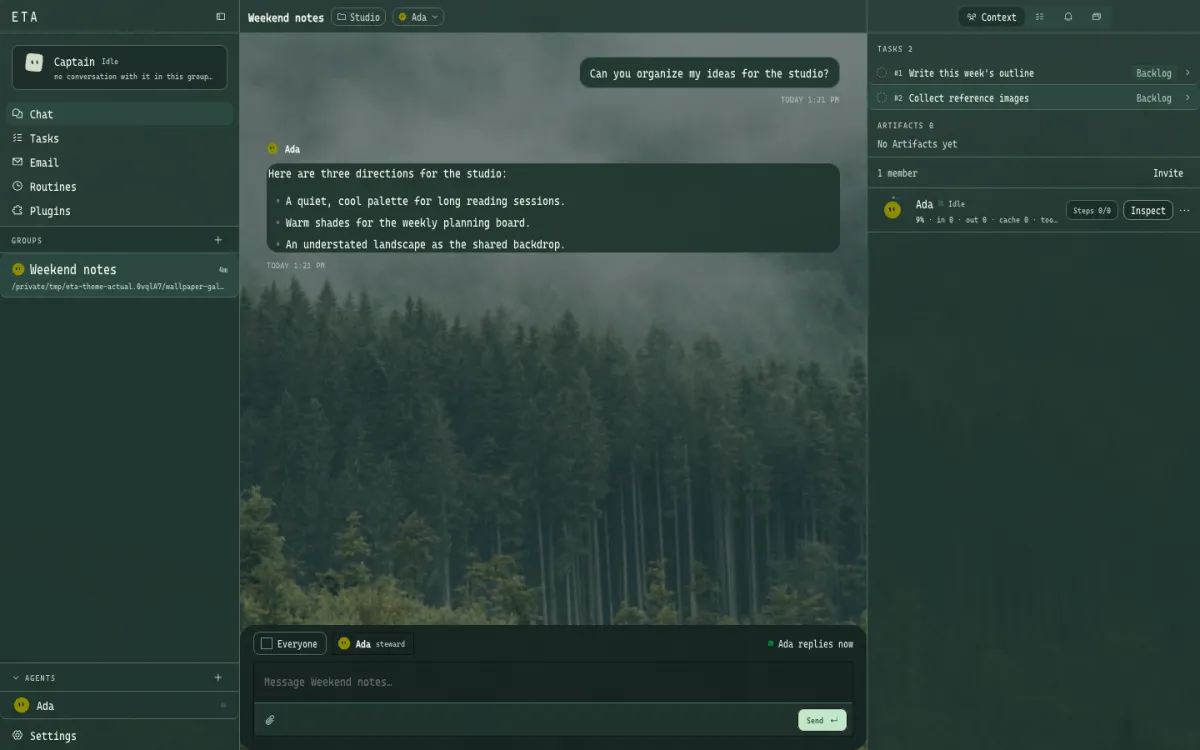 ETA
Captain Idle
no conversation with it in this group…
Chat
Tasks
Email
Routines
Plugins
GROUPS
Weekend notes 4m
/private/tmp/eta-theme-actual.0vqlA7/wallpaper-gal…
AGENTS
Ada
Settings
Weekend notes Studio Ada
Can you organize my ideas for the studio?
TODAY 1:21 PM
Ada
Here are three directions for the studio:
• A quiet, cool palette for long reading sessions.
• Warm shades for the weekly planning board.
• An understated landscape as the shared backdrop.
TODAY 1:21 PM
Everyone Ada steward Ada replies now
Message Weekend notes…
Send
Context
TASKS 2
#1 Write this week's outline Backlog
#2 Collect reference images Backlog
ARTIFACTS 0
No Artifacts yet
1 member Invite
Ada Idle
9% · in 0 · out 0 · cache 0 · too…
Steps 0/0 Inspect